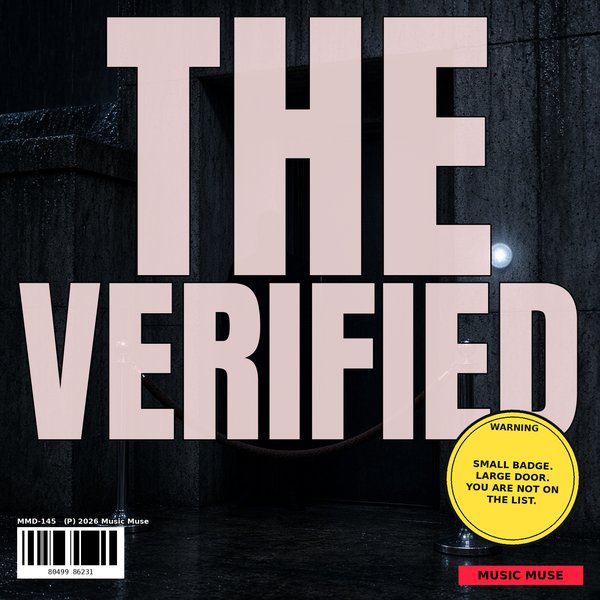 THE
VERIFIED
WARNING
SMALL BADGE.
LARGE DOOR.
YOU ARE NOT ON
THE LIST.
MMD-145 (P) 2026 Music Muse
80499 86231
MUSIC MUSE